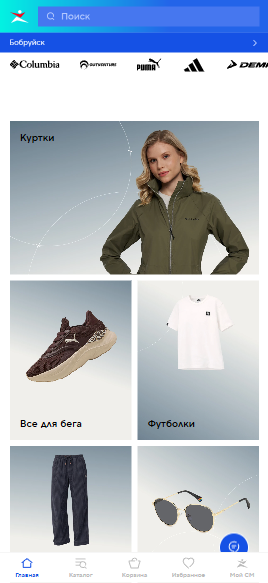 Поиск
Бобруйск
Columbia
OUTVENTURE
PUMA
Куртки
Все для бега
Футболки
Главная
Каталог
Корзина
Избранное
Мой СМ